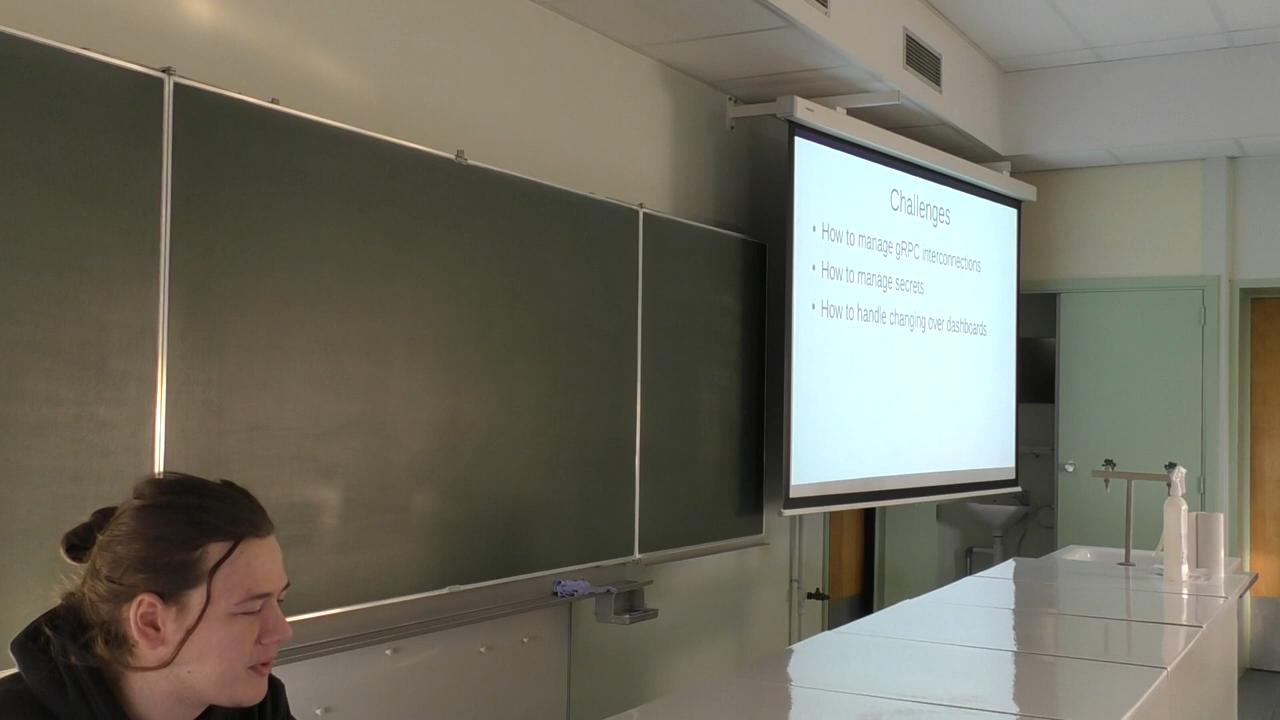 Challenges
• How to manage gRPC interconnections
• How to manage secrets
• How to handle changing over dashboards